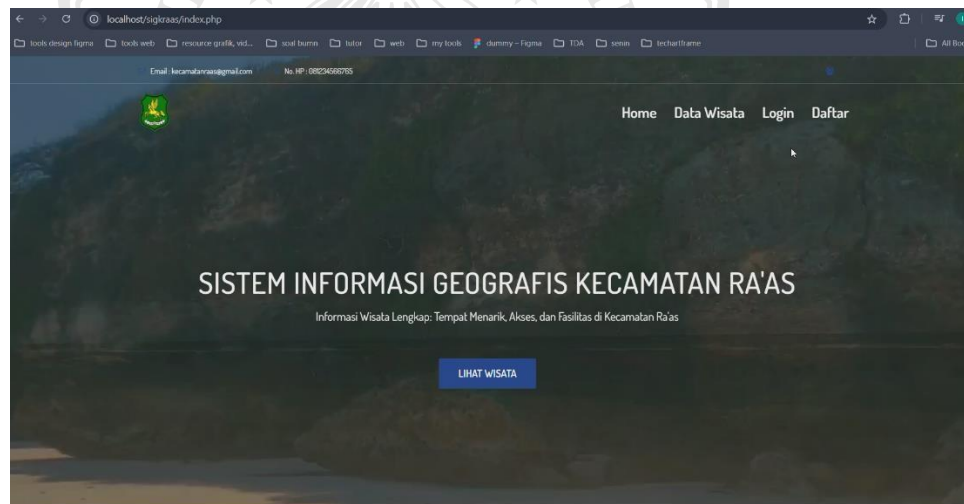 localhost/sigkraas/index.php
tools design figma tools web resource grafik, vid... soal bumn tutor web my tools dummy – Figma TDA senin techartframe All Boo
Email : kecamatanraas@gmail.com No. HP : 081234566765
Home Data Wisata Login Daftar
SISTEM INFORMASI GEOGRAFIS KECAMATAN RA'AS
Informasi Wisata Lengkap: Tempat Menarik, Akses, dan Fasilitas di Kecamatan Ra'as
LIHAT WISATA